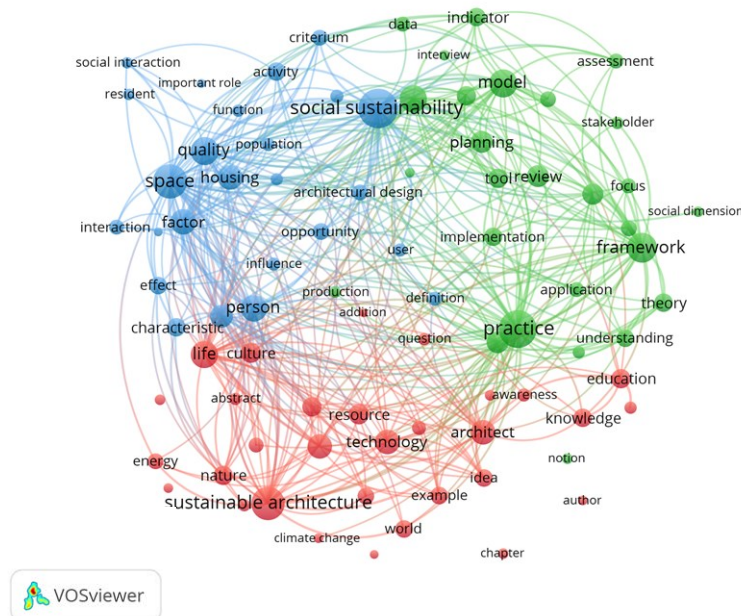 data
indicator
criterium
interview
social interaction
assessment
activity
important role
model
resident
social sustainability
function
stakeholder
population
planning
quality
space
housing
tool
review
focus
architectural design
social dimension
factor
interaction
opportunity
implementation
framework
user
influence
effect
production
definition
application
person
theory
addition
characteristic
practice
question
understanding
life
culture
education
abstract
awareness
resource
knowledge
technology
architect
energy
notion
nature
idea
sustainable architecture
example
author
world
climate change
chapter
VOSviewer